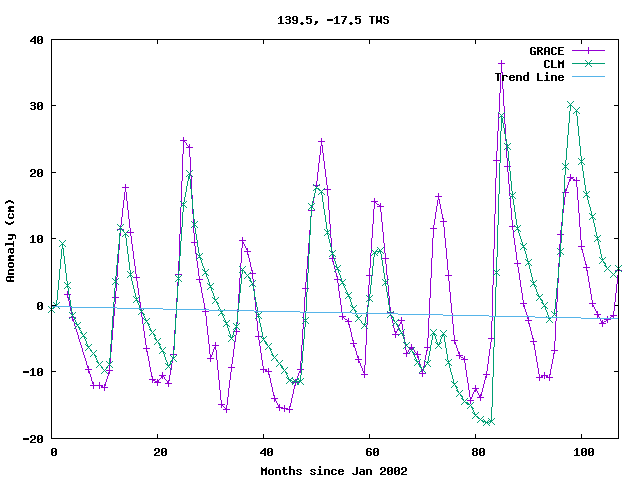 139.5, -17.5 TWS
40
30
20
10
0
-10
-20
Anomaly (cm)
GRACE
CLM
Trend Line
0 20 40 60 80 100
Months since Jan 2002